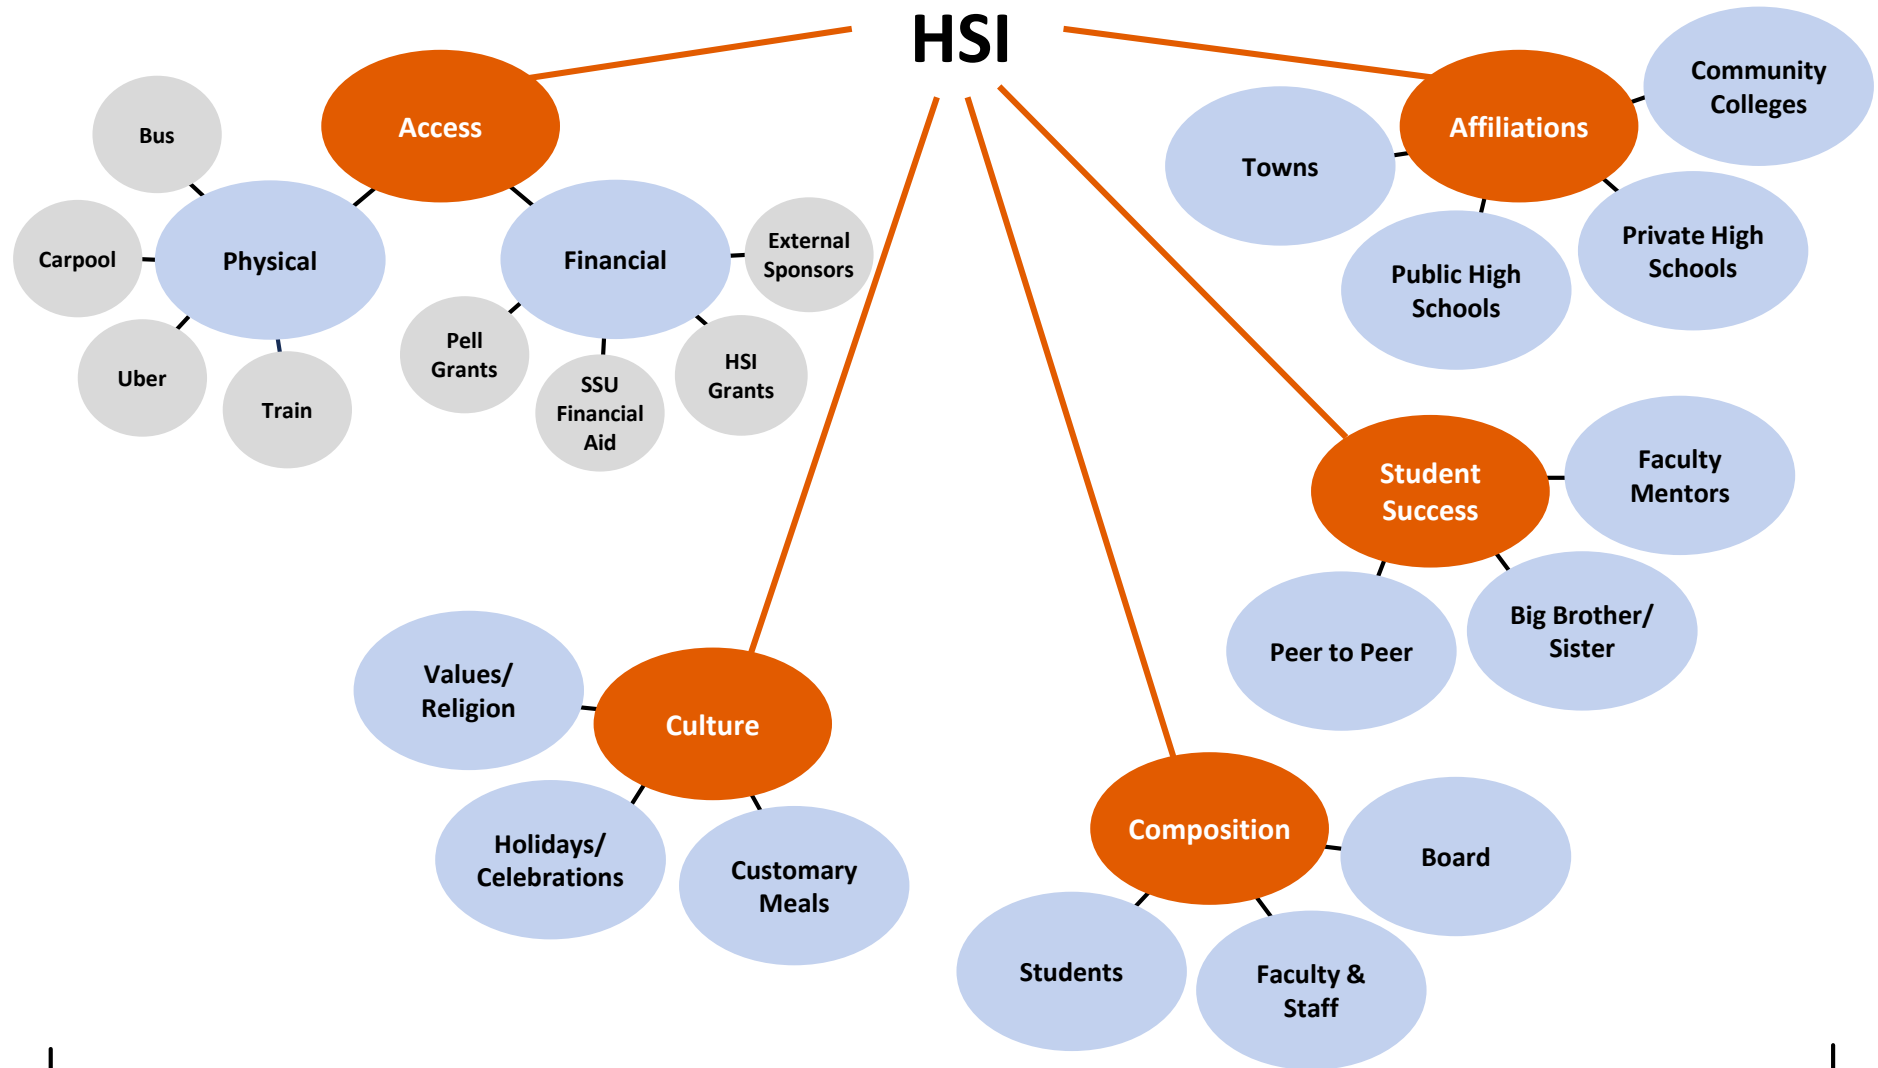 HSI
Access
Physical
Bus
Carpool
Uber
Train
Financial
External
Sponsors
Pell
Grants
SSU
Financial
Aid
HSI
Grants
Affiliations
Community
Colleges
Towns
Private High
Schools
Public High
Schools
Student
Success
Faculty
Mentors
Big Brother/
Sister
Peer to Peer
Culture
Values/
Religion
Holidays/
Celebrations
Customary
Meals
Composition
Board
Students
Faculty &
Staff